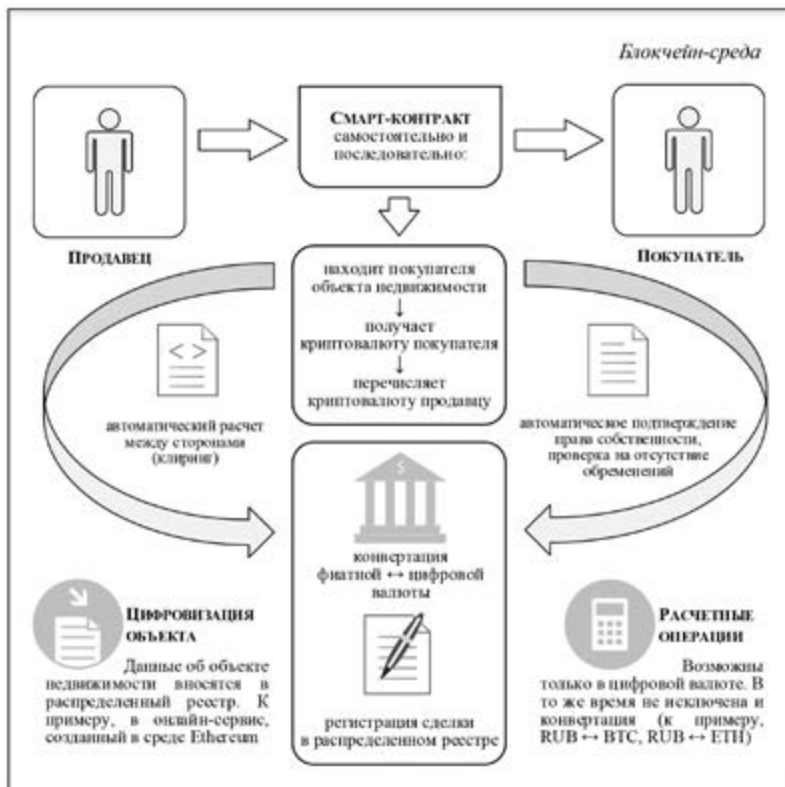 Блокчейн-среда
СМАРТ-КОНТРАКТ
самостоятельно и
последовательно:
ПРОДАВЕЦ
ПОКУПАТЕЛЬ
находит покупателя
объекта недвижимости
↓
получает
криптовалюту покупателя
↓
перечисляет
криптовалюту продавцу
< >
автоматический расчет
между сторонами
(клиринг)
автоматическое подтверждение
права собственности,
проверка на отсутствие
обременений
$
конвертация
фиатной ↔ цифровой
валюты
регистрация сделки
в распределенном реестре
ЦИФРОВИЗАЦИЯ
ОБЪЕКТА
Данные об объекте
недвижимости вносятся в
распределенный реестр. К
примеру, в онлайн-сервис,
созданный в среде Ethereum
РАСЧЕТНЫЕ
ОПЕРАЦИИ
Возможны
только в цифровой валюте. В
то же время не исключена и
конвертация (к примеру,
RUB ↔ BTC, RUB ↔ ETH)